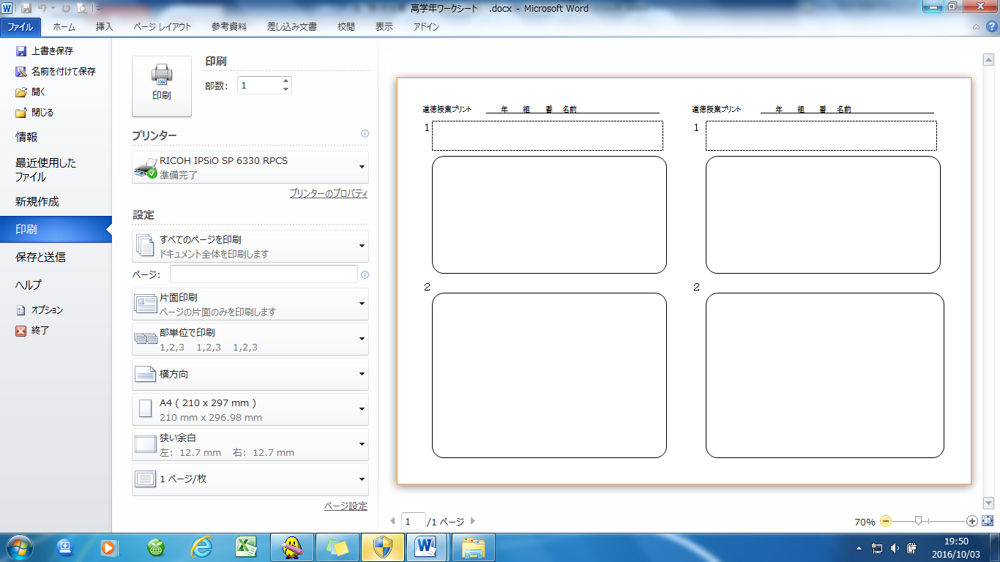 高学年ワークシート　.docx - Microsoft Word
ファイル ホーム 挿入 ページ レイアウト 参考資料 差し込み文書 校閲 表示 アドイン
上書き保存
名前を付けて保存
開く
閉じる
情報
最近使用した
ファイル
新規作成
印刷
保存と送信
ヘルプ
オプション
終了
印刷
印刷
部数: 1
プリンター
RICOH IPSiO SP 6330 RPCS
準備完了
プリンターのプロパティ
設定
すべてのページを印刷
ドキュメント全体を印刷します
ページ:
片面印刷
ページの片面のみを印刷します
部単位で印刷
1,2,3 1,2,3 1,2,3
横方向
A4 ( 210 x 297 mm )
210 mm x 296.98 mm
狭い余白
左: 12.7 mm 右: 12.7 mm
1 ページ/枚
ページ設定
道徳授業プリント 年 組 番 名前
1
2
道徳授業プリント 年 組 番 名前
1
2
1 /1 ページ
70%
19:50
2016/10/03